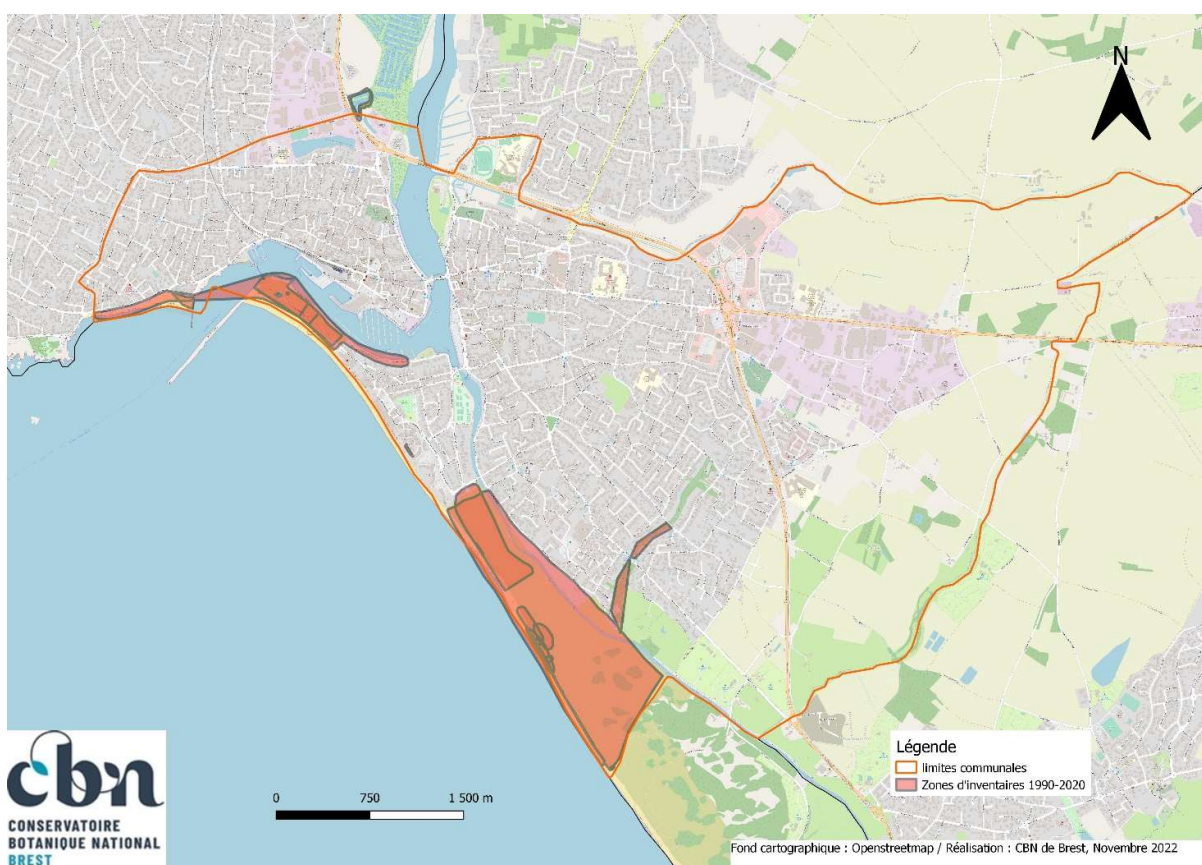 N
Légende
limites communales
Zones d'inventaires 1990-2020
cbn
CONSERVATOIRE
BOTANIQUE NATIONAL
BREST
0 750 1 500 m
Fond cartographique : Openstreetmap / Réalisation : CBN de Brest, Novembre 2022